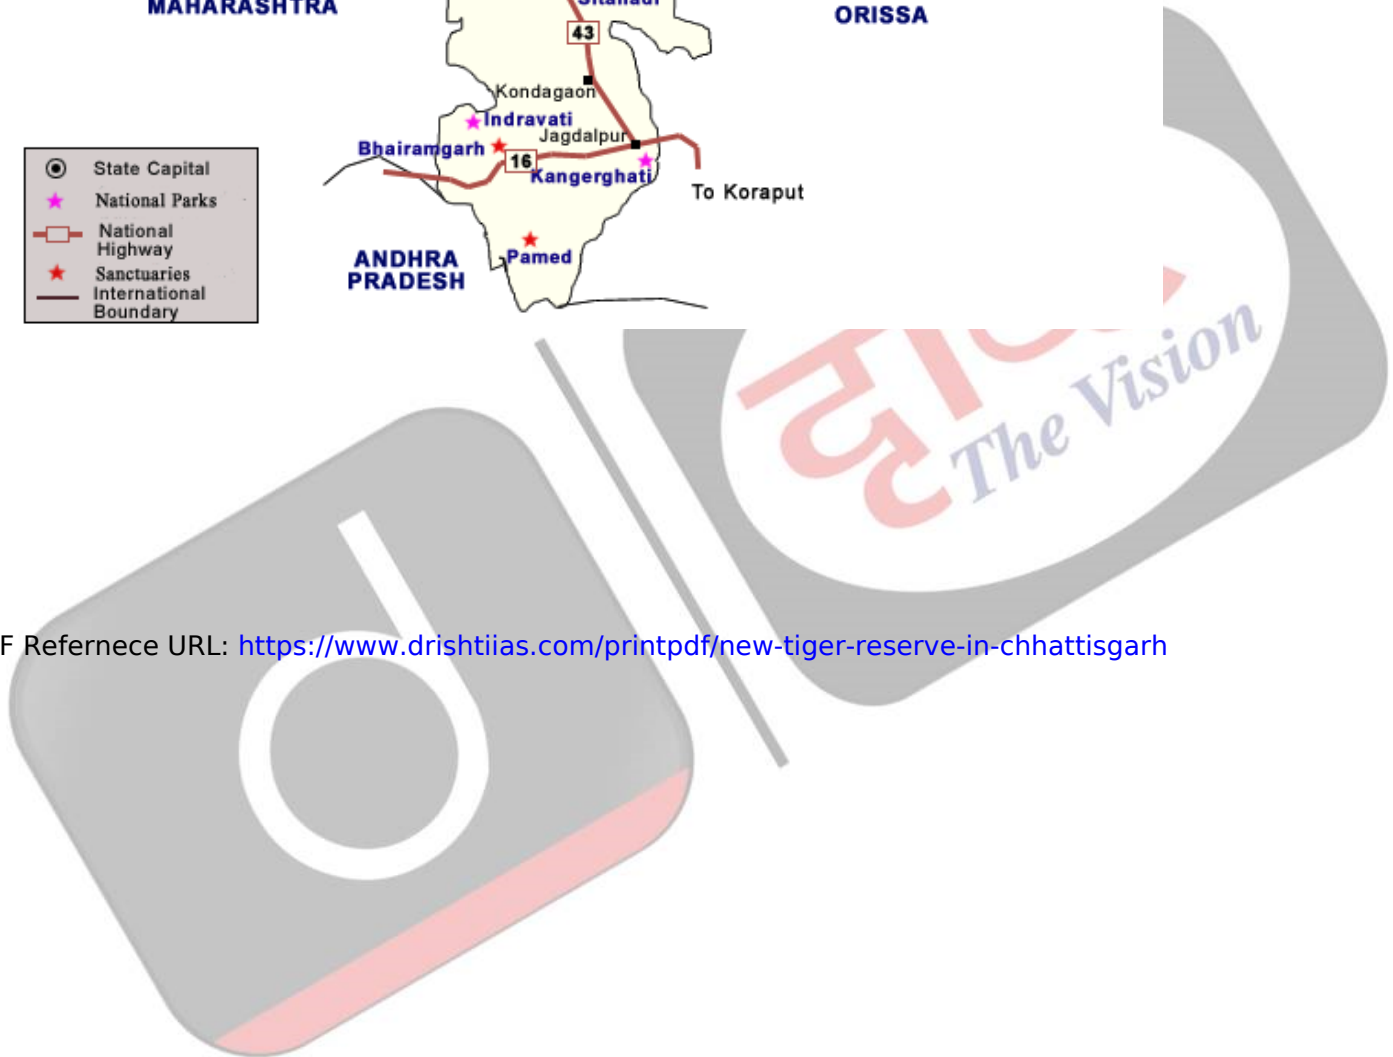 MAHARASHTRA
Sitanadi
ORISSA
43
Kondagaon
Indravati
Jagdalpur
Bhairamgarh
16
Kangerghati
To Koraput
State Capital
National Parks
National
Highway
Sanctuaries
International
Boundary
ANDHRA
PRADESH
Pamed
The Vision
F Refernece URL: https://www.drishtiias.com/printpdf/new-tiger-reserve-in-chhattisgarh